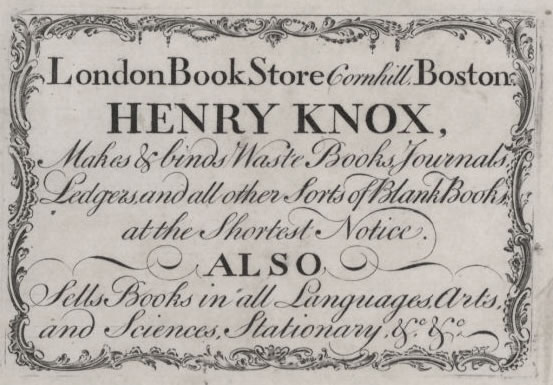 London Book Store Cornhill, Boston.
HENRY KNOX,
Makes & binds Waste Books, Journals,
Ledgers, and all other Sorts of Blank Books,
at the Shortest Notice.
ALSO
Sells Books in all Languages, Arts,
and Sciences, Stationary, &c. &c.